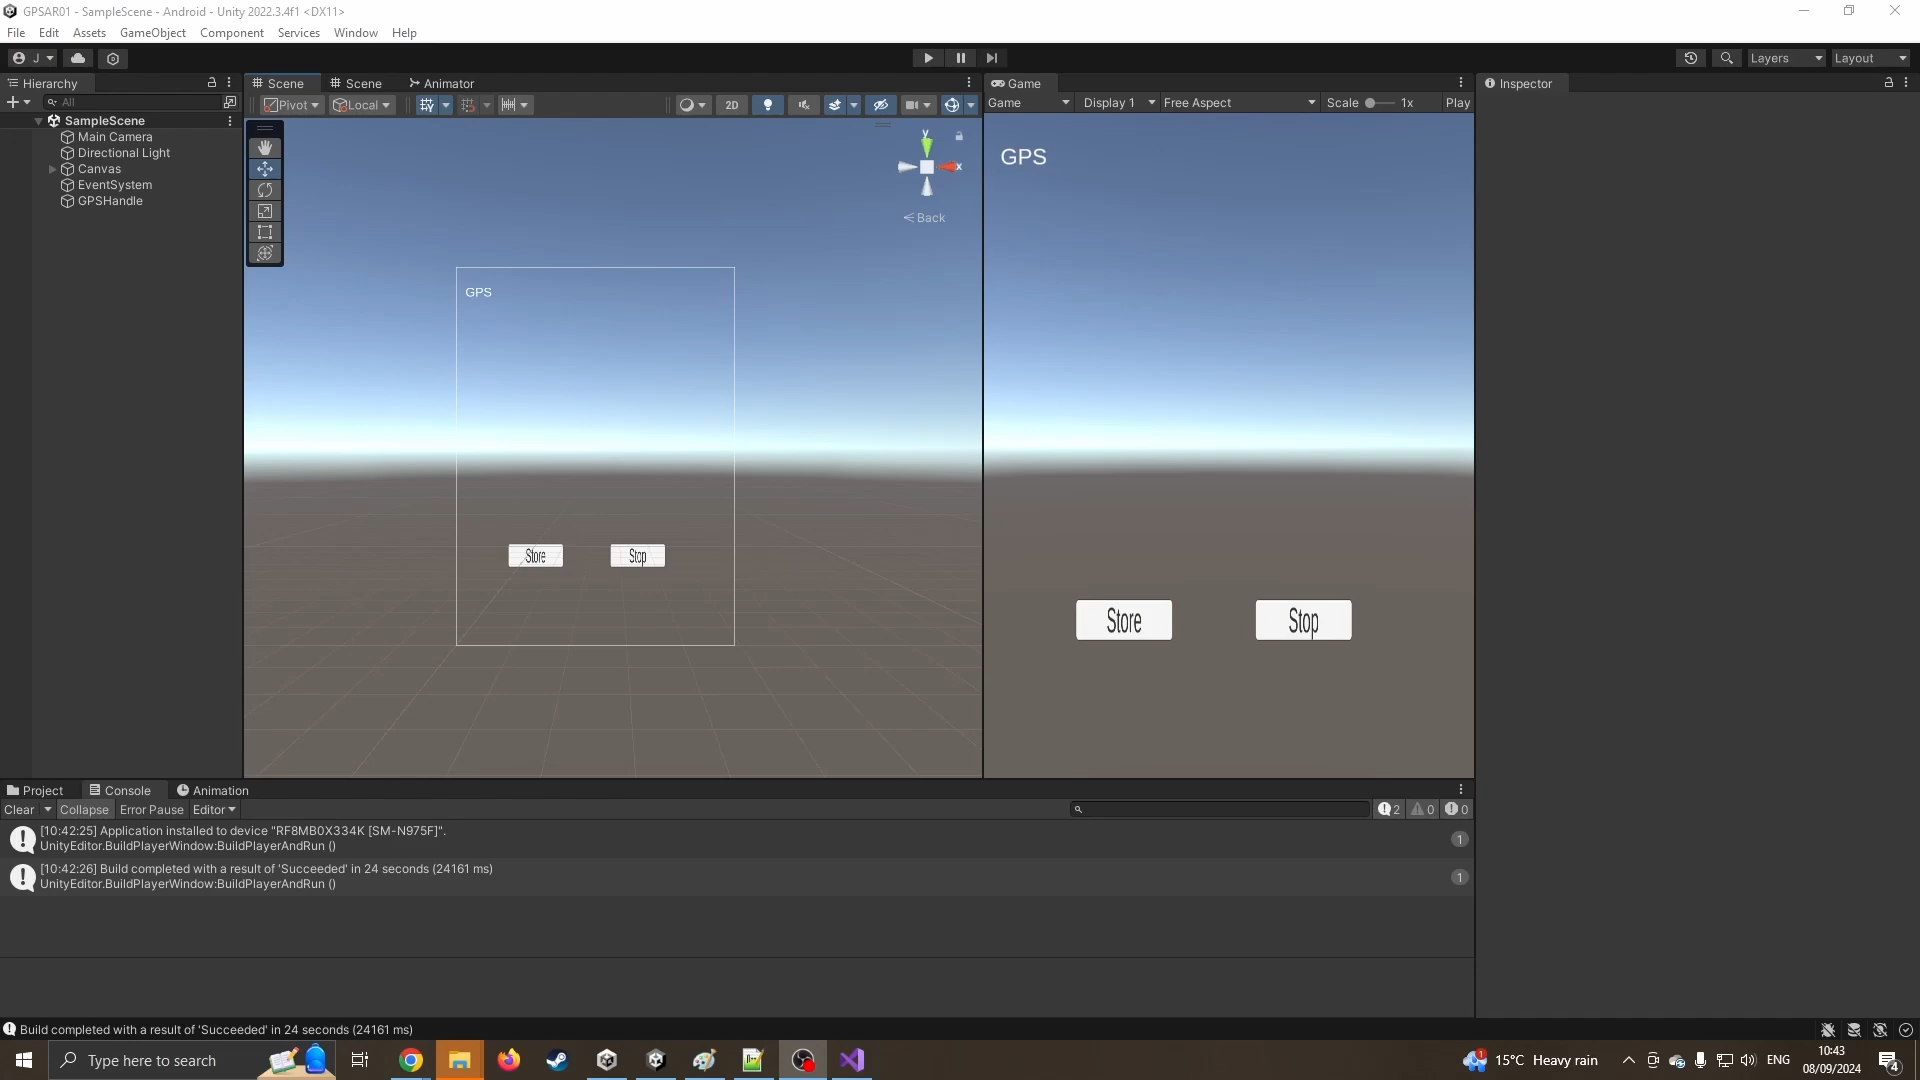 GPSAR01 - SampleScene - Android - Unity 2022.3.4f1 <DX11>
File Edit Assets GameObject Component Services Window Help
J Layers Layout
Hierarchy Scene Scene Animator Game Inspector
All Pivot Local 2D Game Display 1 Free Aspect Scale 1x Play
SampleScene
Main Camera
Directional Light
Canvas
EventSystem
GPSHandle
y
x
Back
GPS
Store Stop
GPS
Store Stop
Project Console Animation
Clear Collapse Error Pause Editor 2 0 0
[10:42:25] Application installed to device "RF8MB0X334K [SM-N975F]".
UnityEditor.BuildPlayerWindow:BuildPlayerAndRun ()
1
[10:42:26] Build completed with a result of 'Succeeded' in 24 seconds (24161 ms)
UnityEditor.BuildPlayerWindow:BuildPlayerAndRun ()
1
Build completed with a result of 'Succeeded' in 24 seconds (24161 ms)
Type here to search
1 15°C Heavy rain ENG 10:43
08/09/2024 4